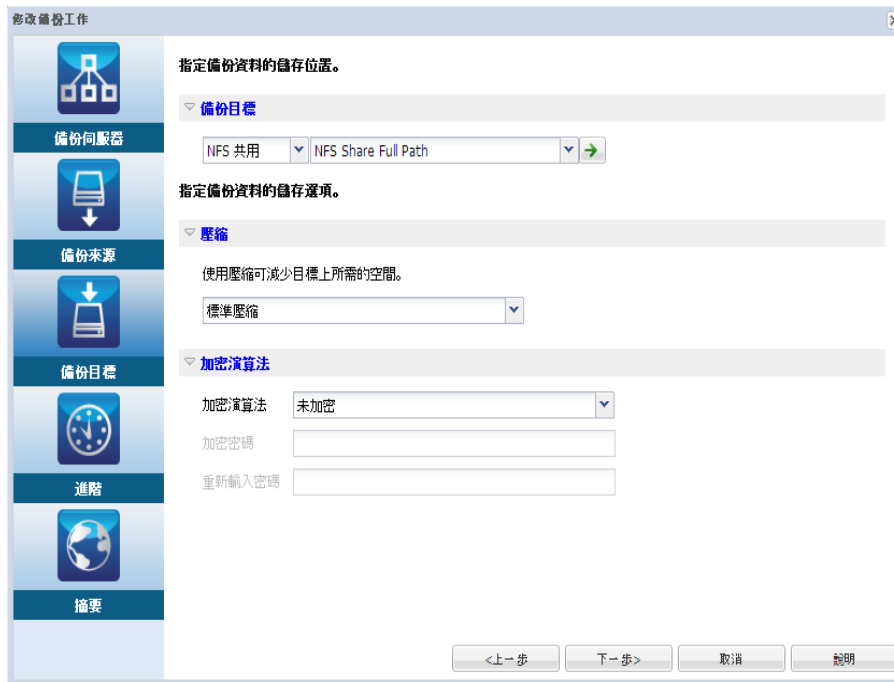 修改備份工作
備份伺服器
備份來源
備份目標
進階
摘要
指定備份資料的儲存位置。
備份目標
NFS 共用 NFS Share Full Path
指定備份資料的儲存選項。
壓縮
使用壓縮可減少目標上所需的空間。
標準壓縮
加密演算法
加密演算法 未加密
加密密碼
重新輸入密碼
<上一步 下一步> 取消 說明